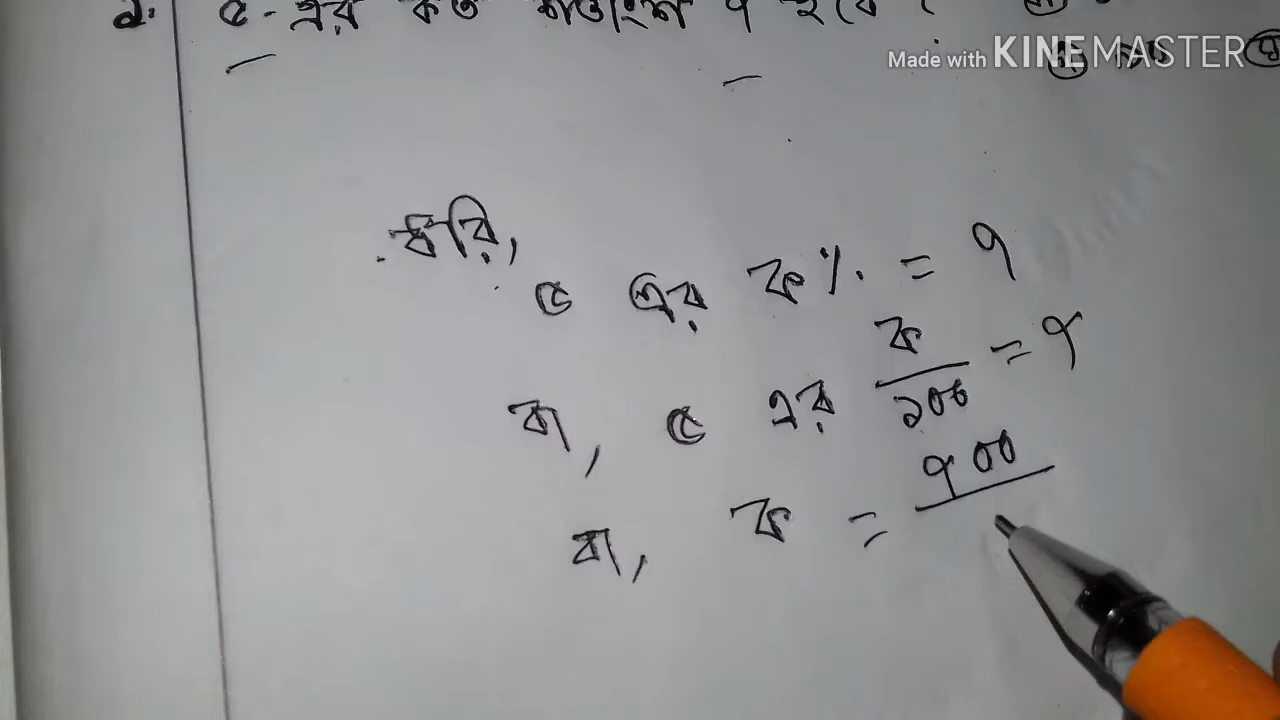 ৫-এর কত শতাংশ ৭ হবে ?
Made with KINEMASTER
ধরি,
৫ এর ক% = ৭
বা, ৫ এর ক/১০০ = ৭
বা, ক = ৭০০